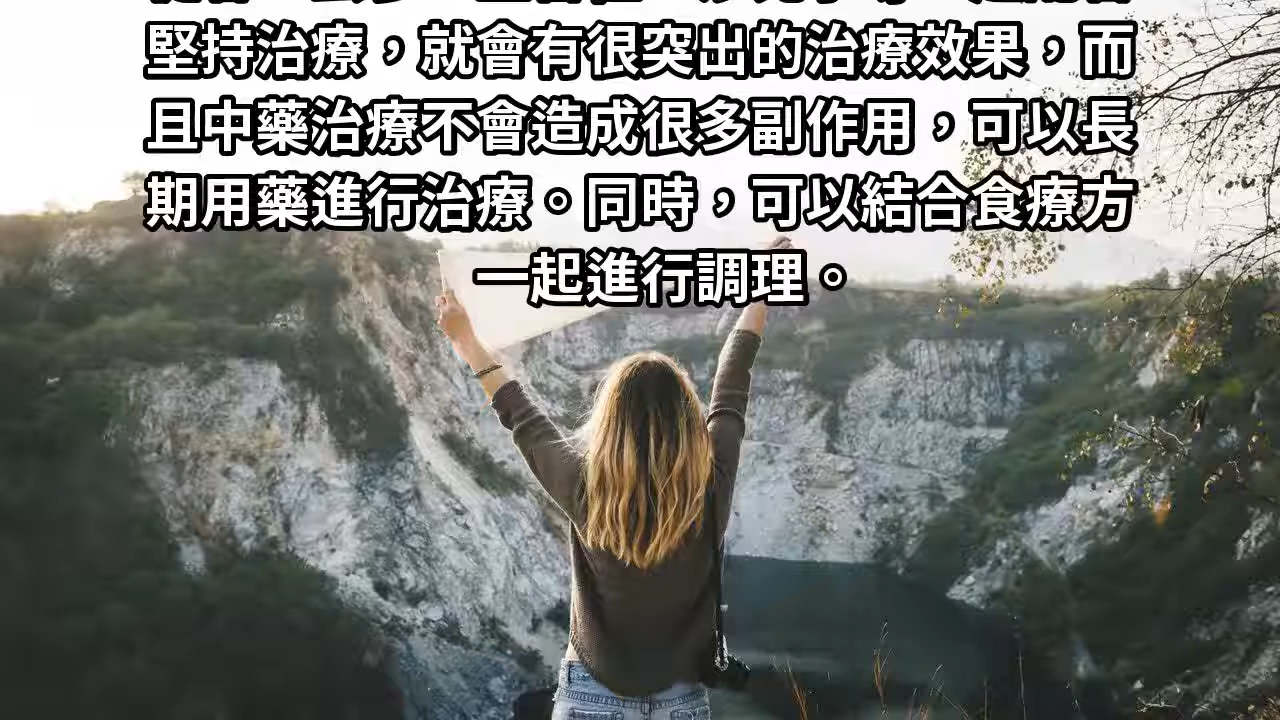 堅持治療，就會有很突出的治療效果，而
且中藥治療不會造成很多副作用，可以長
期用藥進行治療。同時，可以結合食療方
一起進行調理。